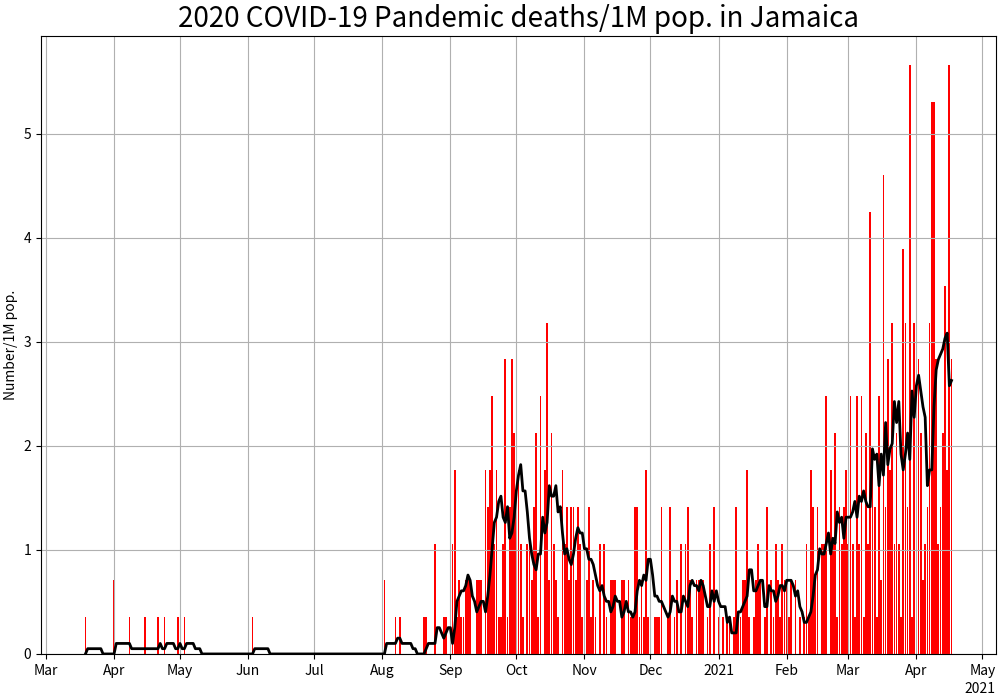 2020 COVID-19 Pandemic deaths/1M pop. in Jamaica
Number/1M pop.
5
4
3
2
1
0
Mar Apr May Jun Jul Aug Sep Oct Nov Dec 2021 Feb Mar Apr May
2021